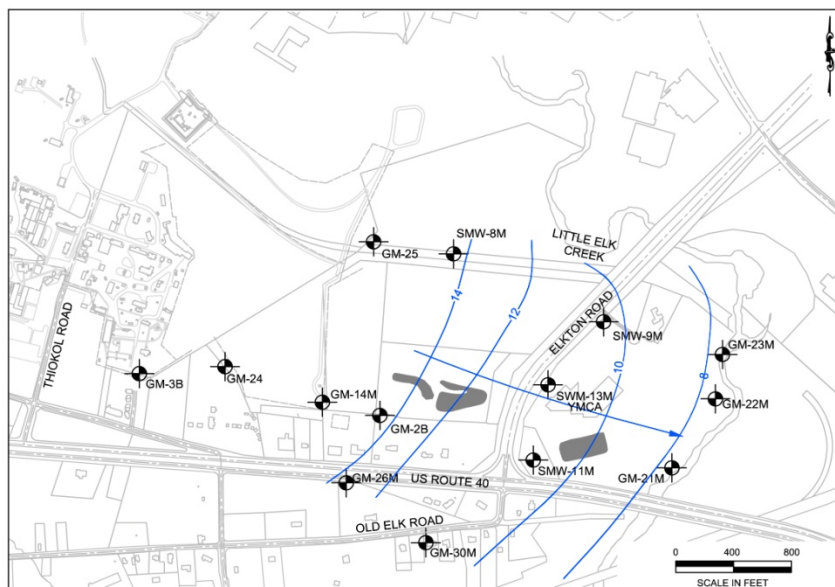 SMW-8M
GM-25
LITTLE ELK
CREEK
14
12
ELKTON ROAD
SMW-9M
THIOKOL ROAD
10
GM-23M
8
GM-3B
GM-24
GM-14M
SWM-13M
YMCA
GM-22M
GM-2B
SMW-11M
GM-21M
GM-26M
US ROUTE 40
OLD ELK ROAD
GM-30M
0 400 800
SCALE IN FEET